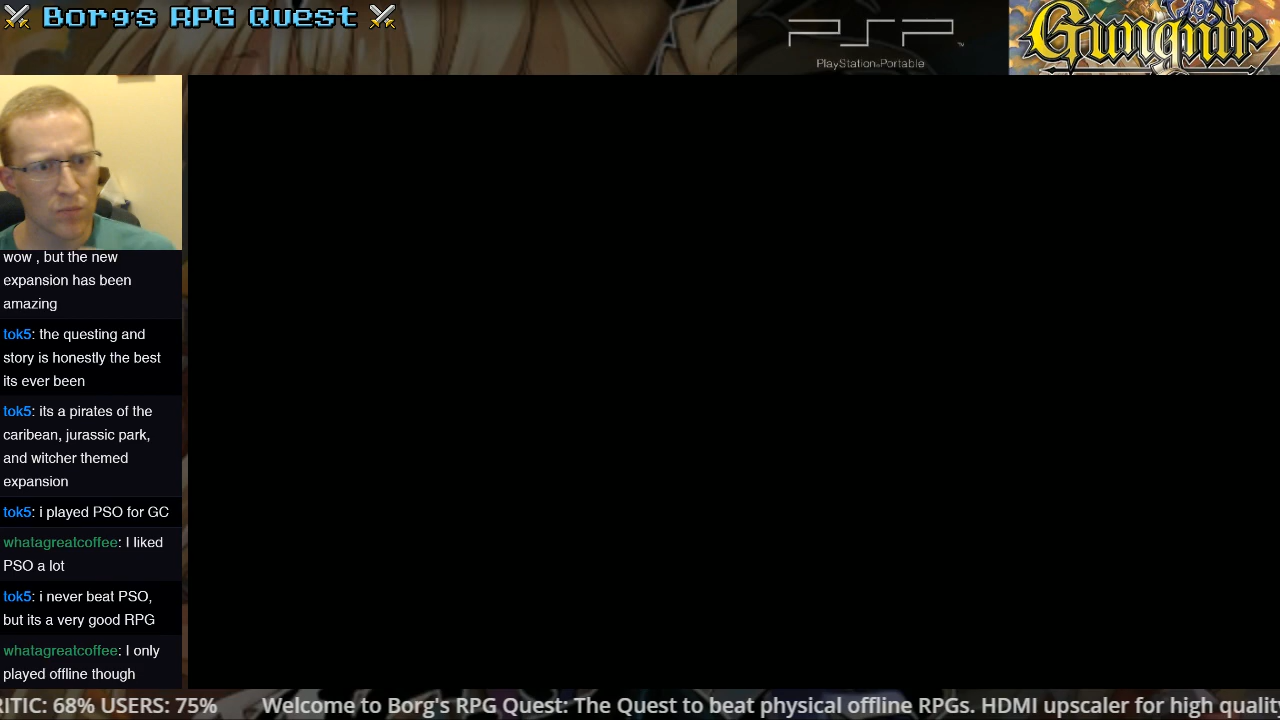 ⚔ Borg's RPG Quest ⚔
PSP
PlayStation Portable
Gungnir
TM
wow , but the new
expansion has been
amazing
tok5: the questing and
story is honestly the best
its ever been
tok5: its a pirates of the
caribean, jurassic park,
and witcher themed
expansion
tok5: i played PSO for GC
whatagreatcoffee: I liked
PSO a lot
tok5: i never beat PSO,
but its a very good RPG
whatagreatcoffee: I only
played offline though
RITIC: 68% USERS: 75% Welcome to Borg's RPG Quest: The Quest to beat physical offline RPGs. HDMI upscaler for high qualit